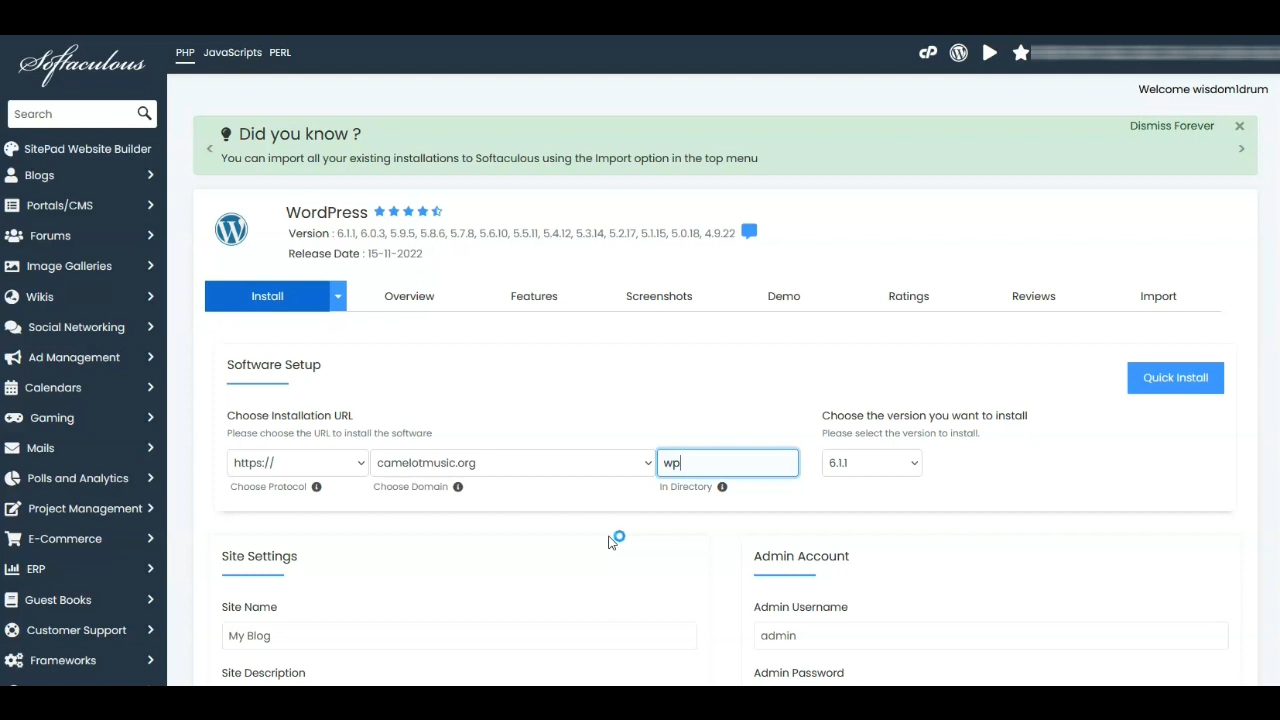 Softaculous
PHP JavaScripts PERL
cP
Welcome wisdom1drum
Search
SitePad Website Builder
Blogs
Portals/CMS
Forums
Image Galleries
Wikis
Social Networking
Ad Management
Calendars
Gaming
Mails
Polls and Analytics
Project Management
E-Commerce
ERP
Guest Books
Customer Support
Frameworks
Did you know ?
Dismiss Forever
You can import all your existing installations to Softaculous using the Import option in the top menu
WordPress
Version : 6.1.1, 6.0.3, 5.9.5, 5.8.6, 5.7.8, 5.6.10, 5.5.11, 5.4.12, 5.3.14, 5.2.17, 5.1.15, 5.0.18, 4.9.22
Release Date : 15-11-2022
Install Overview Features Screenshots Demo Ratings Reviews Import
Software Setup
Quick Install
Choose Installation URL
Please choose the URL to install the software
https:// camelotmusic.org wp
Choose Protocol Choose Domain In Directory
Choose the version you want to install
Please select the version to install.
6.1.1
Site Settings
Site Name
My Blog
Site Description
Admin Account
Admin Username
admin
Admin Password